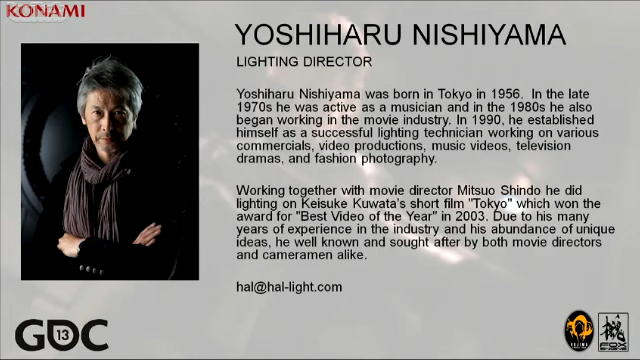 KONAMI
YOSHIHARU NISHIYAMA
LIGHTING DIRECTOR
Yoshiharu Nishiyama was born in Tokyo in 1956.  In the late
1970s he was active as a musician and in the 1980s he also
began working in the movie industry. In 1990, he established
himself as a successful lighting technician working on various
commercials, video productions, music videos, television
dramas, and fashion photography.
Working together with movie director Mitsuo Shindo he did
lighting on Keisuke Kuwata's short film "Tokyo" which won the
award for "Best Video of the Year" in 2003. Due to his many
years of experience in the industry and his abundance of unique
ideas, he well known and sought after by both movie directors
and cameramen alike.
hal@hal-light.com
GDC
13
KOJIMA
FOX